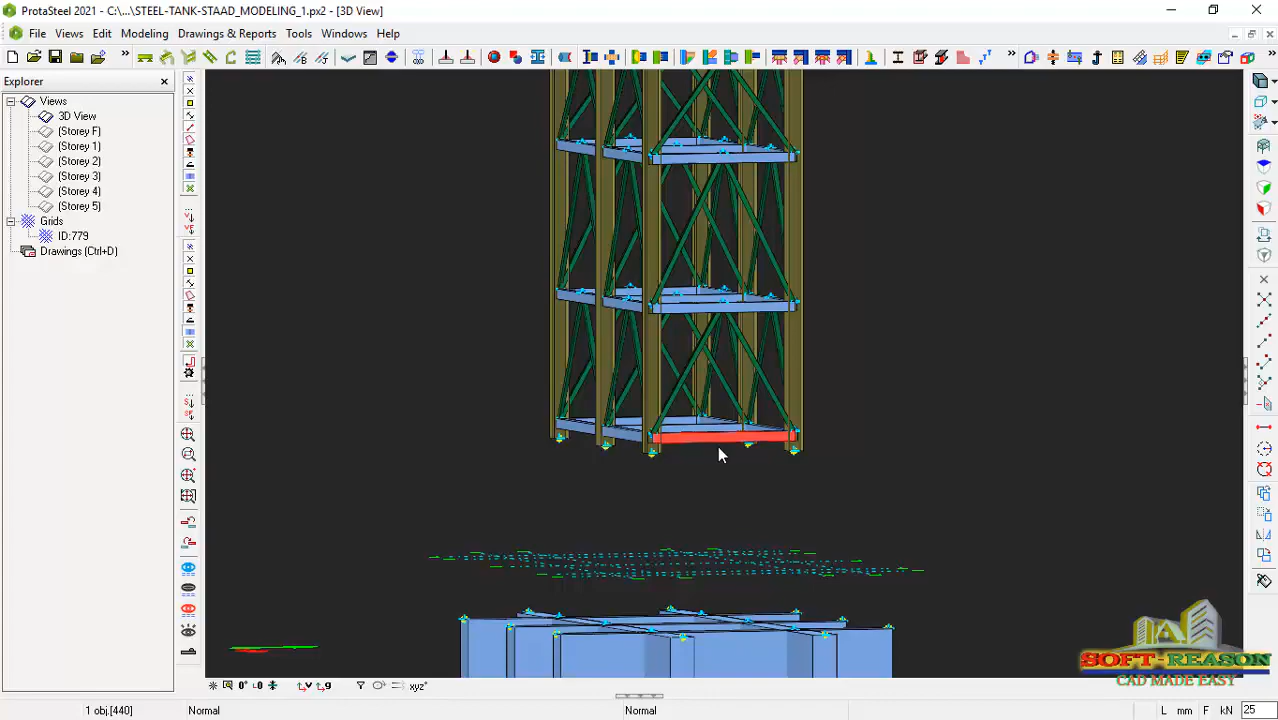 ProtaSteel 2021 - C:\...\STEEL-TANK-STAAD_MODELING_1.px2 - [3D View]
File Views Edit Modeling Drawings & Reports Tools Windows Help
Explorer
Views
3D View
(Storey F)
(Storey 1)
(Storey 2)
(Storey 3)
(Storey 4)
(Storey 5)
Grids
ID:779
Drawings (Ctrl+D)
SOFT-REASON
CAD MADE EASY
1 obj.[440] Normal Normal L mm F kN 25